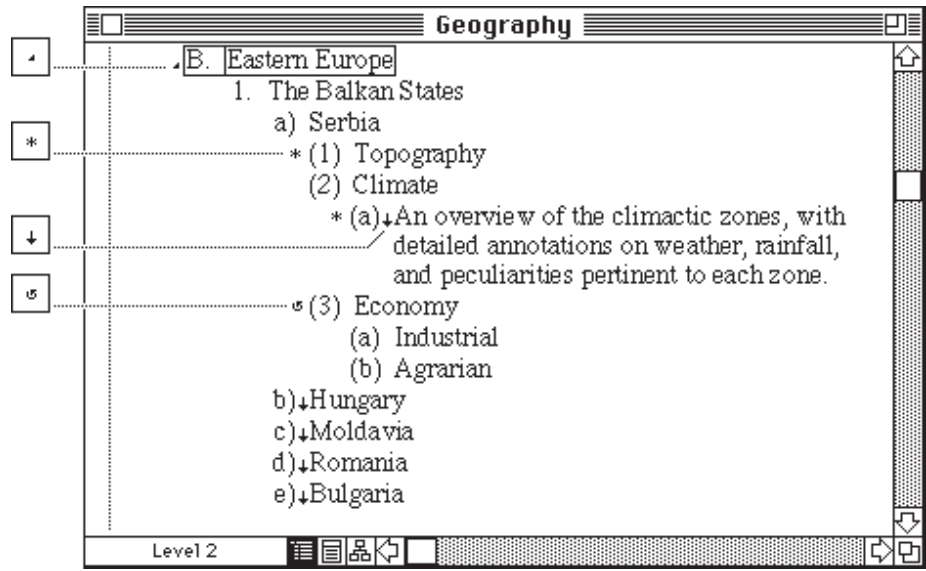 Geography
B. Eastern Europe
1. The Balkan States
a) Serbia
* (1) Topography
(2) Climate
* (a)↓An overview of the climactic zones, with
detailed annotations on weather, rainfall,
and peculiarities pertinent to each zone.
(3) Economy
(a) Industrial
(b) Agrarian
b)↓Hungary
c)↓Moldavia
d)↓Romania
e)↓Bulgaria
Level 2